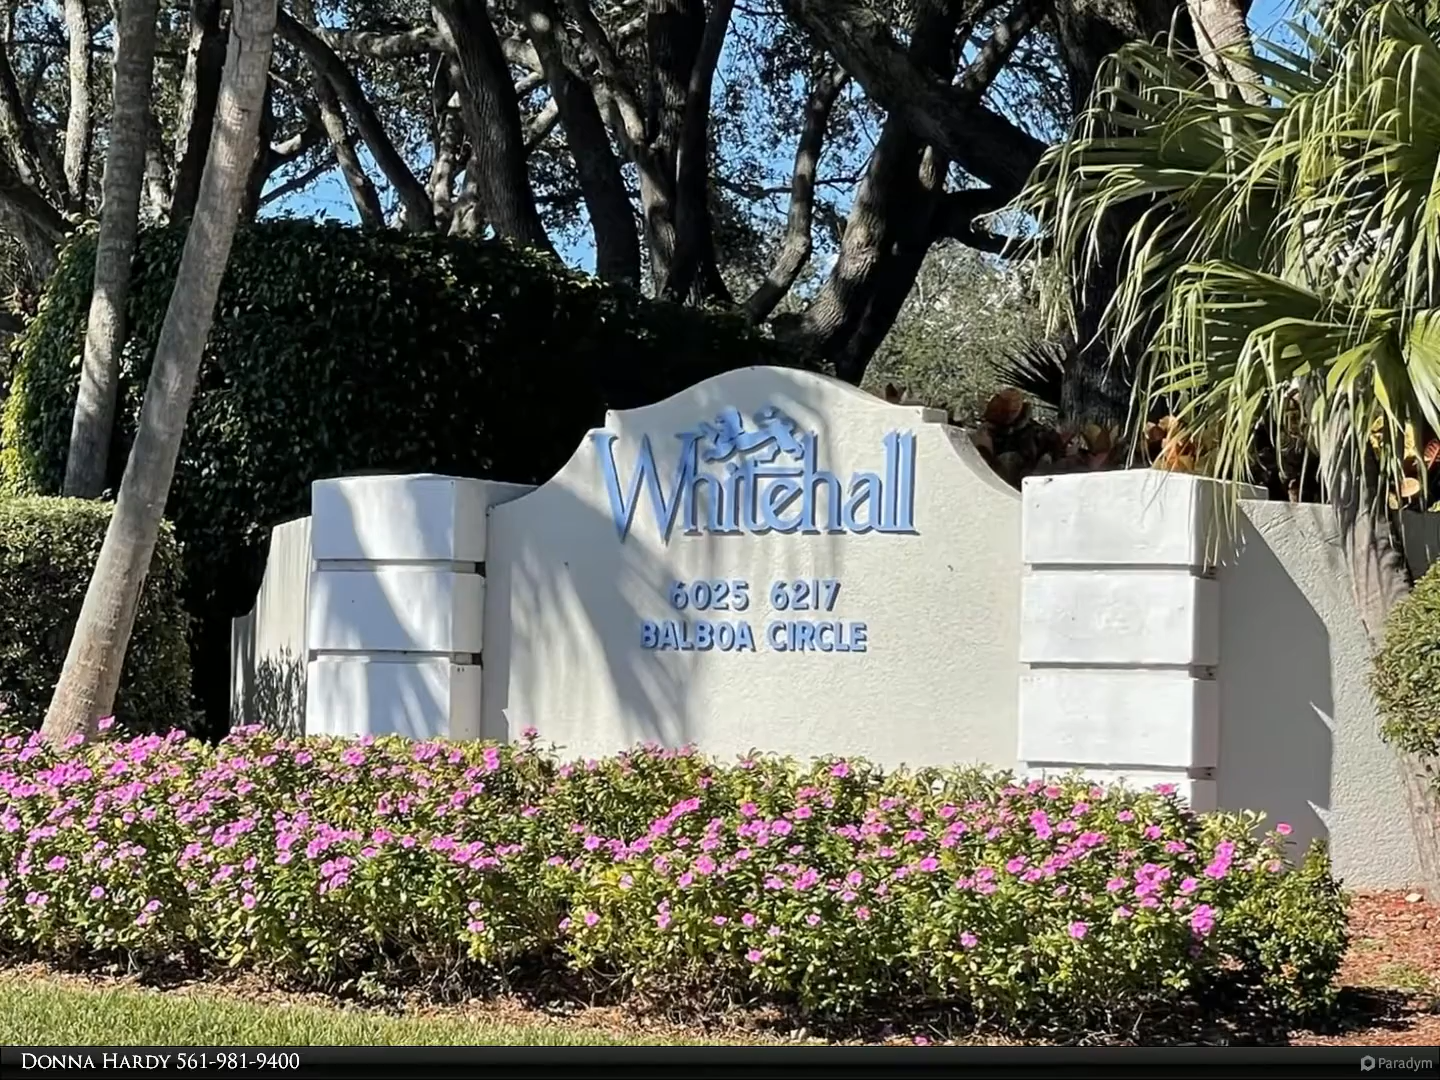 Whitehall
6025 6217
BALBOA CIRCLE
DONNA HARDY 561-981-9400
Paradym